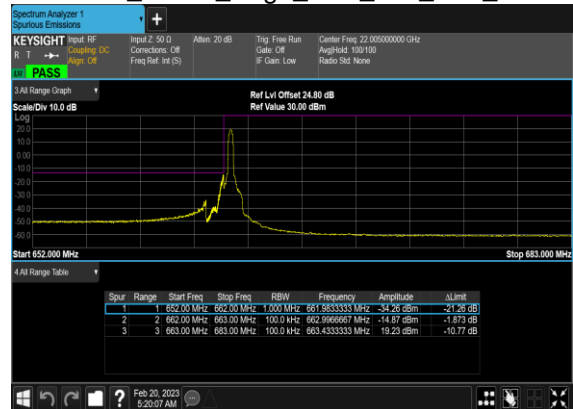 Spectrum Analyzer 1
Spurious Emissions
KEYSIGHT Input: RF Input Z: 50 Ω Atten: 20 dB Trig: Free Run Center Freq: 22.005000000 GHz
R T Coupling: DC Corrections: Off Gate: Off Avg|Hold: 100/100
Align: Off Freq Ref: Int (S) IF Gain: Low Radio Std: None
PASS
3 All Range Graph
Ref Lvl Offset 24.80 dB
Scale/Div 10.0 dB Ref Value 30.00 dBm
Log
20.0
10.0
0.00
-10.0
-20.0
-30.0
-40.0
-50.0
-60.0
Start 652.000 MHz Stop 683.000 MHz
4 All Range Table
Spur Range Start Freq Stop Freq RBW Frequency Amplitude ΔLimit
1 1 652.00 MHz 662.00 MHz 1.000 MHz 661.9833333 MHz -34.26 dBm -21.26 dB
2 2 662.00 MHz 663.00 MHz 100.0 kHz 662.9966667 MHz -14.87 dBm -1.873 dB
3 3 663.00 MHz 683.00 MHz 100.0 kHz 663.4333333 MHz 19.23 dBm -10.77 dB
Feb 20, 2023
5:20:07 AM